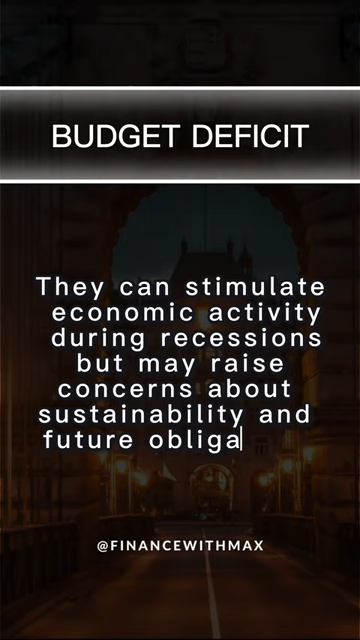 BUDGET DEFICIT
They can stimulate
economic activity
during recessions
but may raise
concerns about
sustainability and
future obliga
@FINANCEWITHMAX